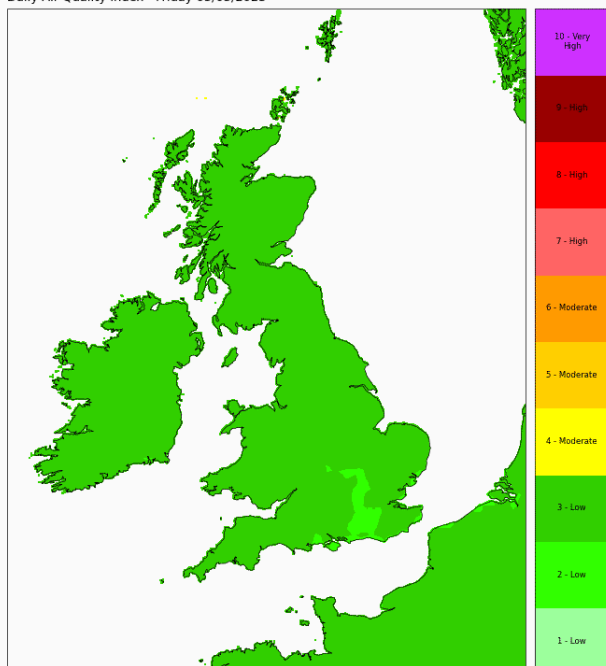 Daily Air Quality Index - Friday
10 - Very
High
9 - High
8 - High
7 - High
6 - Moderate
5 - Moderate
4 - Moderate
3 - Low
2 - Low
1 - Low